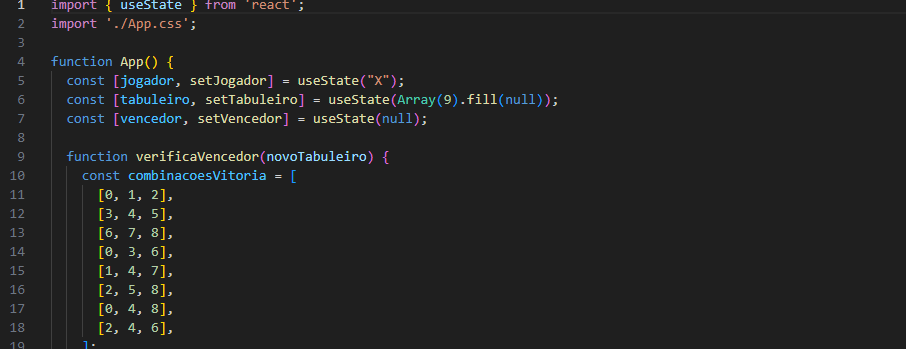 1 import { useState } from 'react';
2 import './App.css';
3
4 function App() {
5 const [jogador, setJogador] = useState("X");
6 const [tabuleiro, setTabuleiro] = useState(Array(9).fill(null));
7 const [vencedor, setVencedor] = useState(null);
8
9 function verificaVencedor(novoTabuleiro) {
10 const combinacoesVitoria = [
11 [0, 1, 2],
12 [3, 4, 5],
13 [6, 7, 8],
14 [0, 3, 6],
15 [1, 4, 7],
16 [2, 5, 8],
17 [0, 4, 8],
18 [2, 4, 6],
19 ];